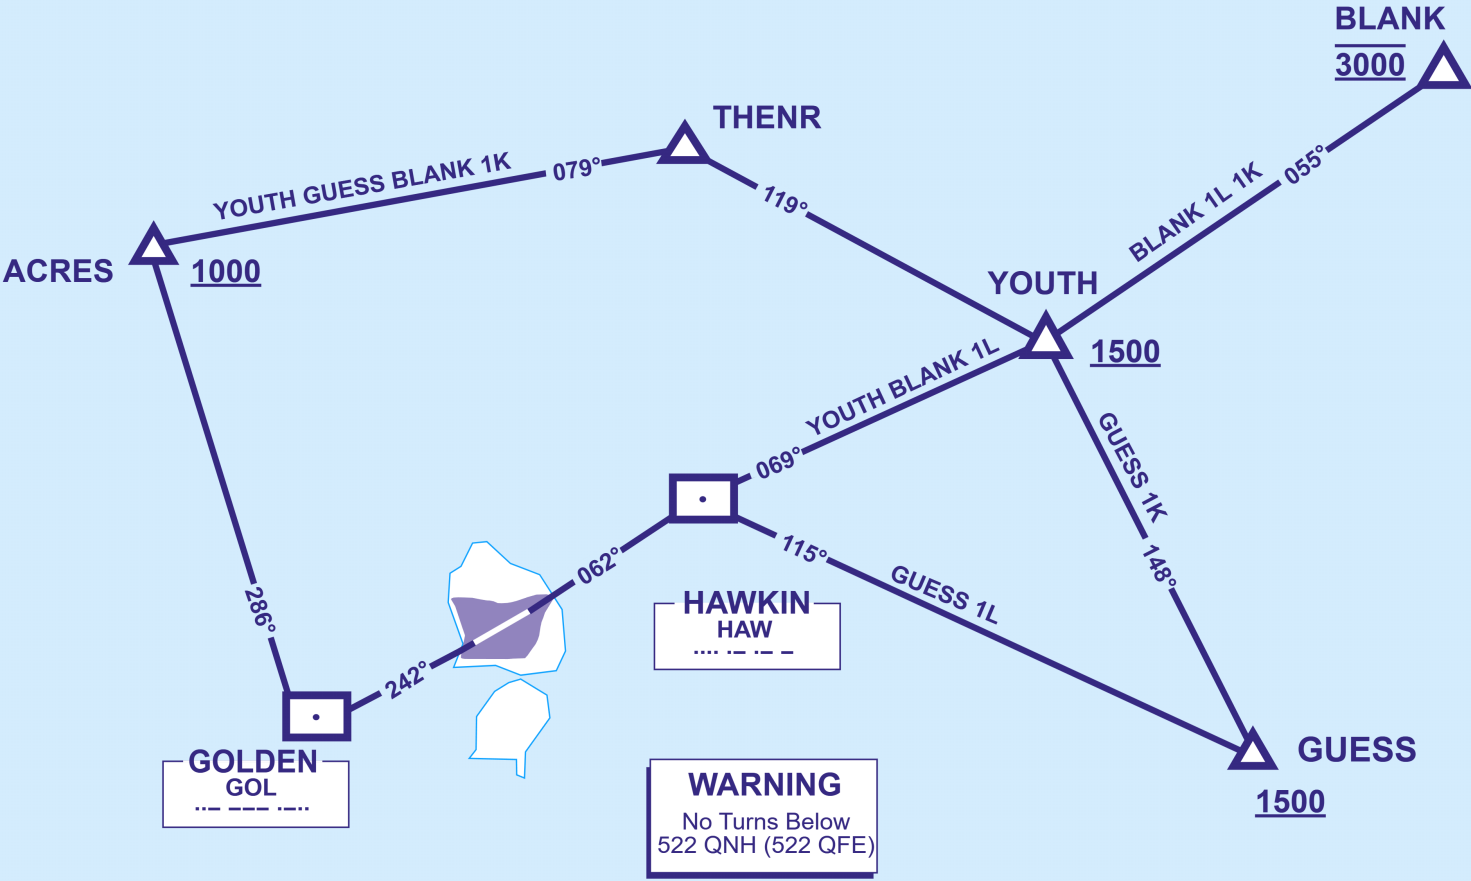 BLANK
3000
THENR
YOUTH GUESS BLANK 1K
079°
119°
BLANK 1L 1K
055°
ACRES
1000
YOUTH
1500
YOUTH BLANK 1L
069°
GUESS 1K
148°
115°
GUESS 1L
062°
242°
286°
HAWKIN
HAW
···· ·– ·– –
GOLDEN
GOL
··– ––– ·–··
GUESS
1500
WARNING
No Turns Below
522 QNH (522 QFE)